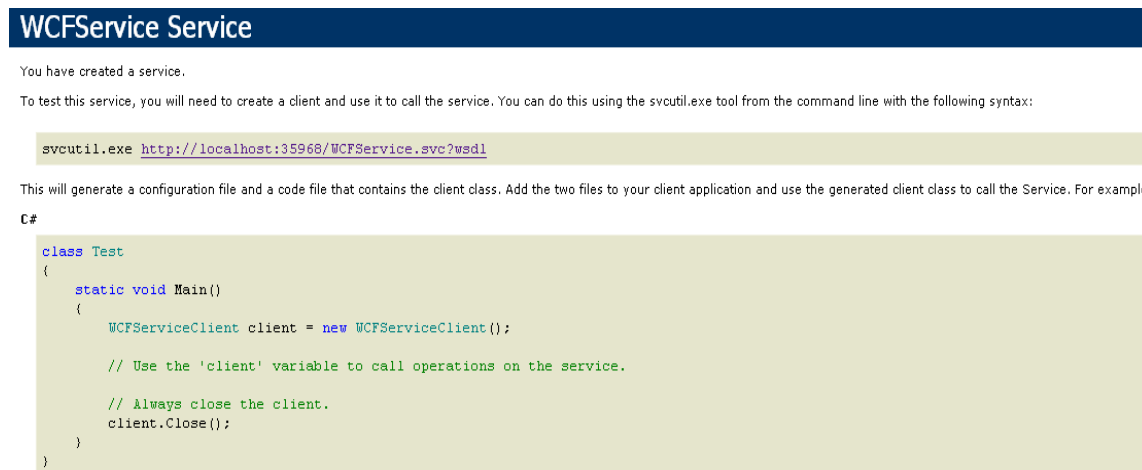 WCFService Service
You have created a service.
To test this service, you will need to create a client and use it to call the service. You can do this using the svcutil.exe tool from the command line with the following syntax:
svcutil.exe http://localhost:35968/WCFService.svc?wsdl
This will generate a configuration file and a code file that contains the client class. Add the two files to your client application and use the generated client class to call the Service. For example
C#
class Test
{
static void Main()
{
WCFServiceClient client = new WCFServiceClient();
// Use the 'client' variable to call operations on the service.
// Always close the client.
client.Close();
}
}